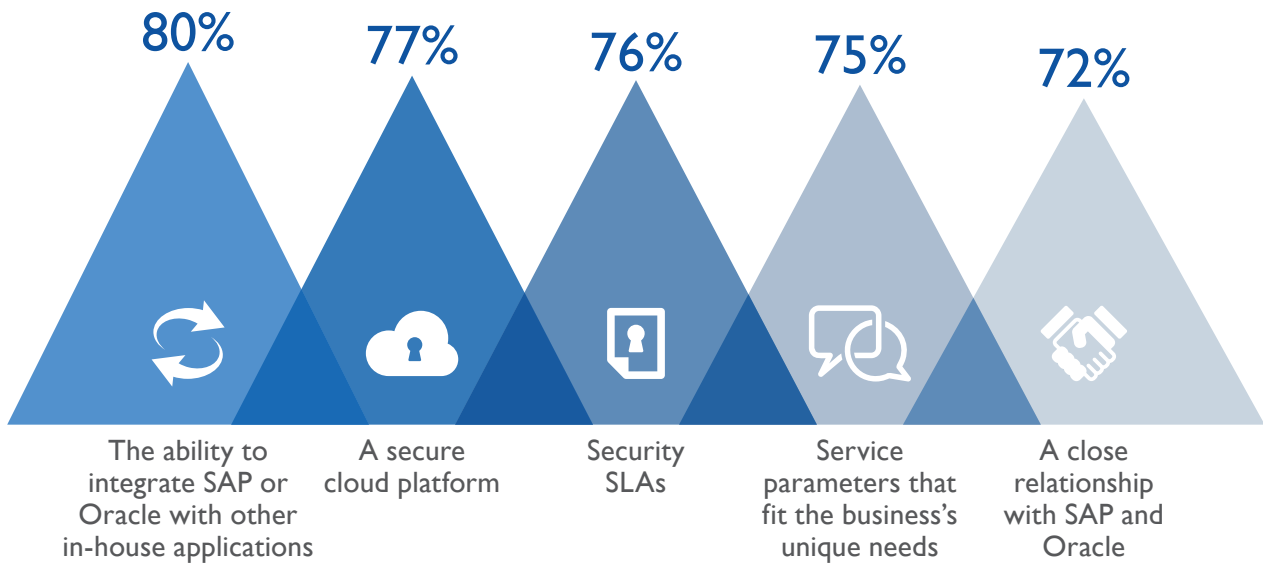 80%
77%
76%
75%
72%
The ability to
integrate SAP or
Oracle with other
in-house applications
A secure
cloud platform
Security
SLAs
Service
parameters that
fit the business’s
unique needs
A close
relationship
with SAP and
Oracle